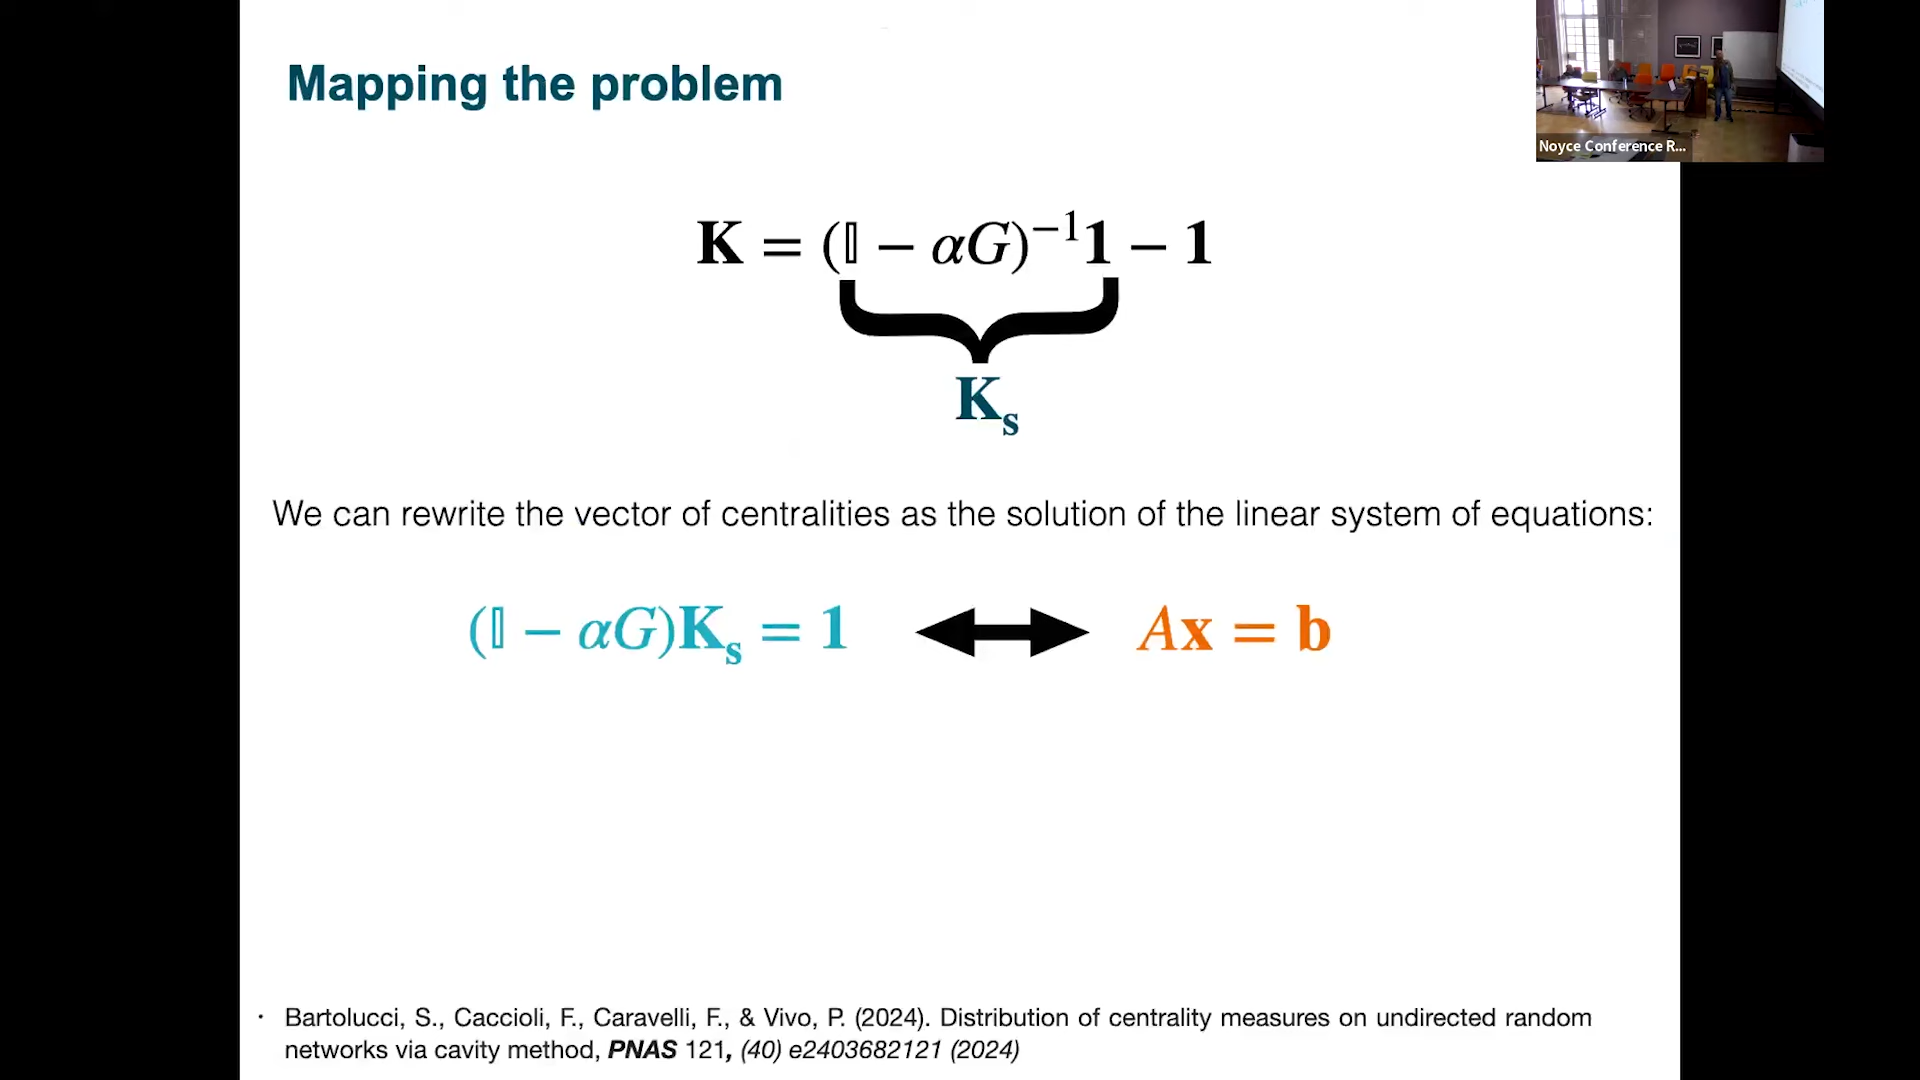 Mapping the problem
Noyce Conference R...
K = (𝕀 − αG)⁻¹1 − 1
Kₛ
We can rewrite the vector of centralities as the solution of the linear system of equations:
(𝕀 − αG)Kₛ = 1 Ax = b
· Bartolucci, S., Caccioli, F., Caravelli, F., & Vivo, P. (2024). Distribution of centrality measures on undirected random
networks via cavity method, PNAS 121, (40) e2403682121 (2024)